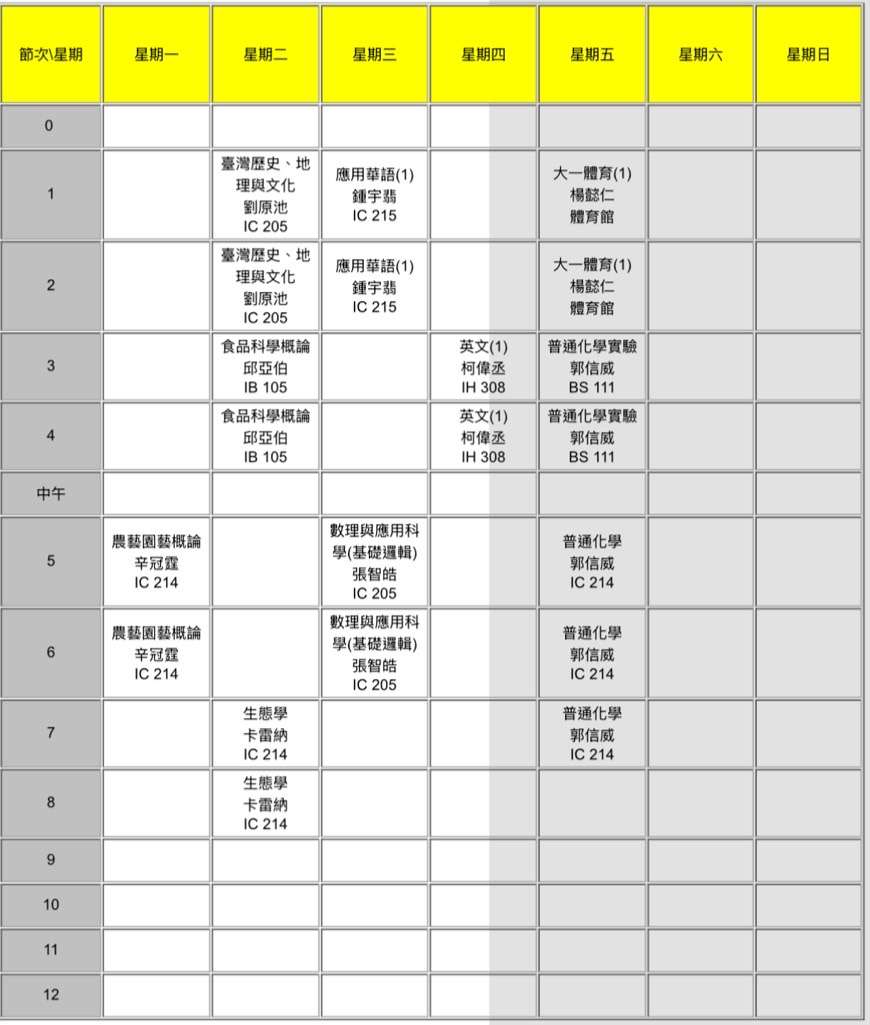 節次\星期 星期一 星期二 星期三 星期四 星期五 星期六 星期日
0
1
臺灣歷史、地
理與文化
劉原池
IC 205
應用華語(1)
鍾宇翡
IC 215
大一體育(1)
楊懿仁
體育館
2
臺灣歷史、地
理與文化
劉原池
IC 205
應用華語(1)
鍾宇翡
IC 215
大一體育(1)
楊懿仁
體育館
3
食品科學概論
邱亞伯
IB 105
英文(1)
柯偉丞
IH 308
普通化學實驗
郭信威
BS 111
4
食品科學概論
邱亞伯
IB 105
英文(1)
柯偉丞
IH 308
普通化學實驗
郭信威
BS 111
中午
5
農藝園藝概論
辛冠霆
IC 214
數理與應用科
學(基礎邏輯)
張智皓
IC 205
普通化學
郭信威
IC 214
6
農藝園藝概論
辛冠霆
IC 214
數理與應用科
學(基礎邏輯)
張智皓
IC 205
普通化學
郭信威
IC 214
7
生態學
卡雷納
IC 214
普通化學
郭信威
IC 214
8
生態學
卡雷納
IC 214
9
10
11
12